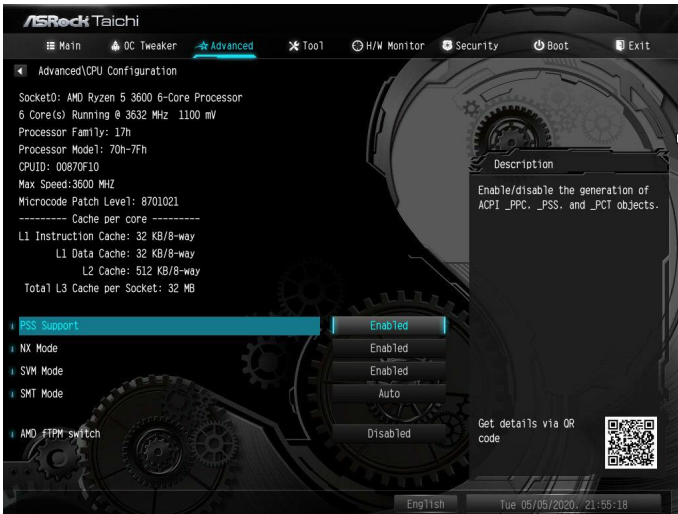 ASRock Taichi
Main OC Tweaker Advanced Tool H/W Monitor Security Boot Exit
Advanced\CPU Configuration
Socket0: AMD Ryzen 5 3600 6-Core Processor
6 Core(s) Running @ 3632 MHz 1100 mV
Processor Family: 17h
Processor Model: 70h-7Fh
CPUID: 00870F10
Max Speed:3600 MHZ
Microcode Patch Level: 8701021
--------- Cache per core ---------
L1 Instruction Cache: 32 KB/8-way
L1 Data Cache: 32 KB/8-way
L2 Cache: 512 KB/8-way
Total L3 Cache per Socket: 32 MB
PSS Support Enabled
NX Mode Enabled
SVM Mode Enabled
SMT Mode Auto
AMD fTPM switch Disabled
Description
Enable/disable the generation of
ACPI _PPC. _PSS. and _PCT objects.
Get details via QR
code
English Tue 05/05/2020. 21:55:18